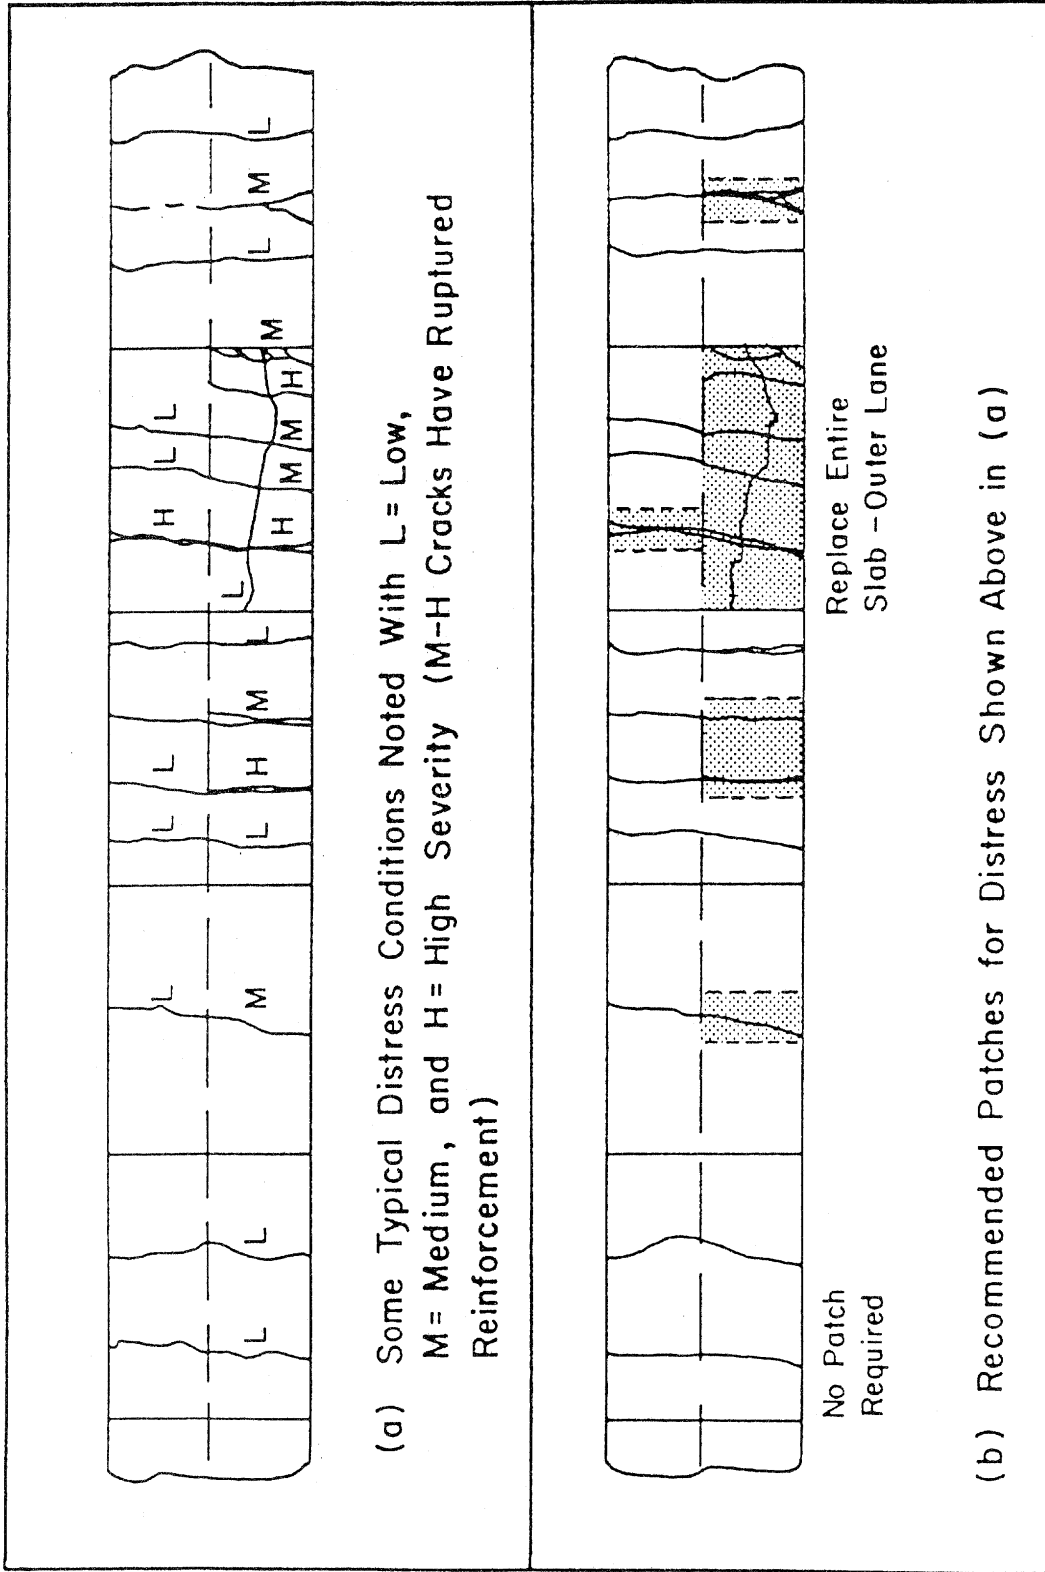 L L L H L L
L L M L H M L L H M M H M L M L
(a) Some Typical Distress Conditions Noted With L = Low,
M = Medium, and H = High Severity (M-H Cracks Have Ruptured
Reinforcement)
No Patch
Required
Replace Entire
Slab - Outer Lane
(b) Recommended Patches for Distress Shown Above in (a)